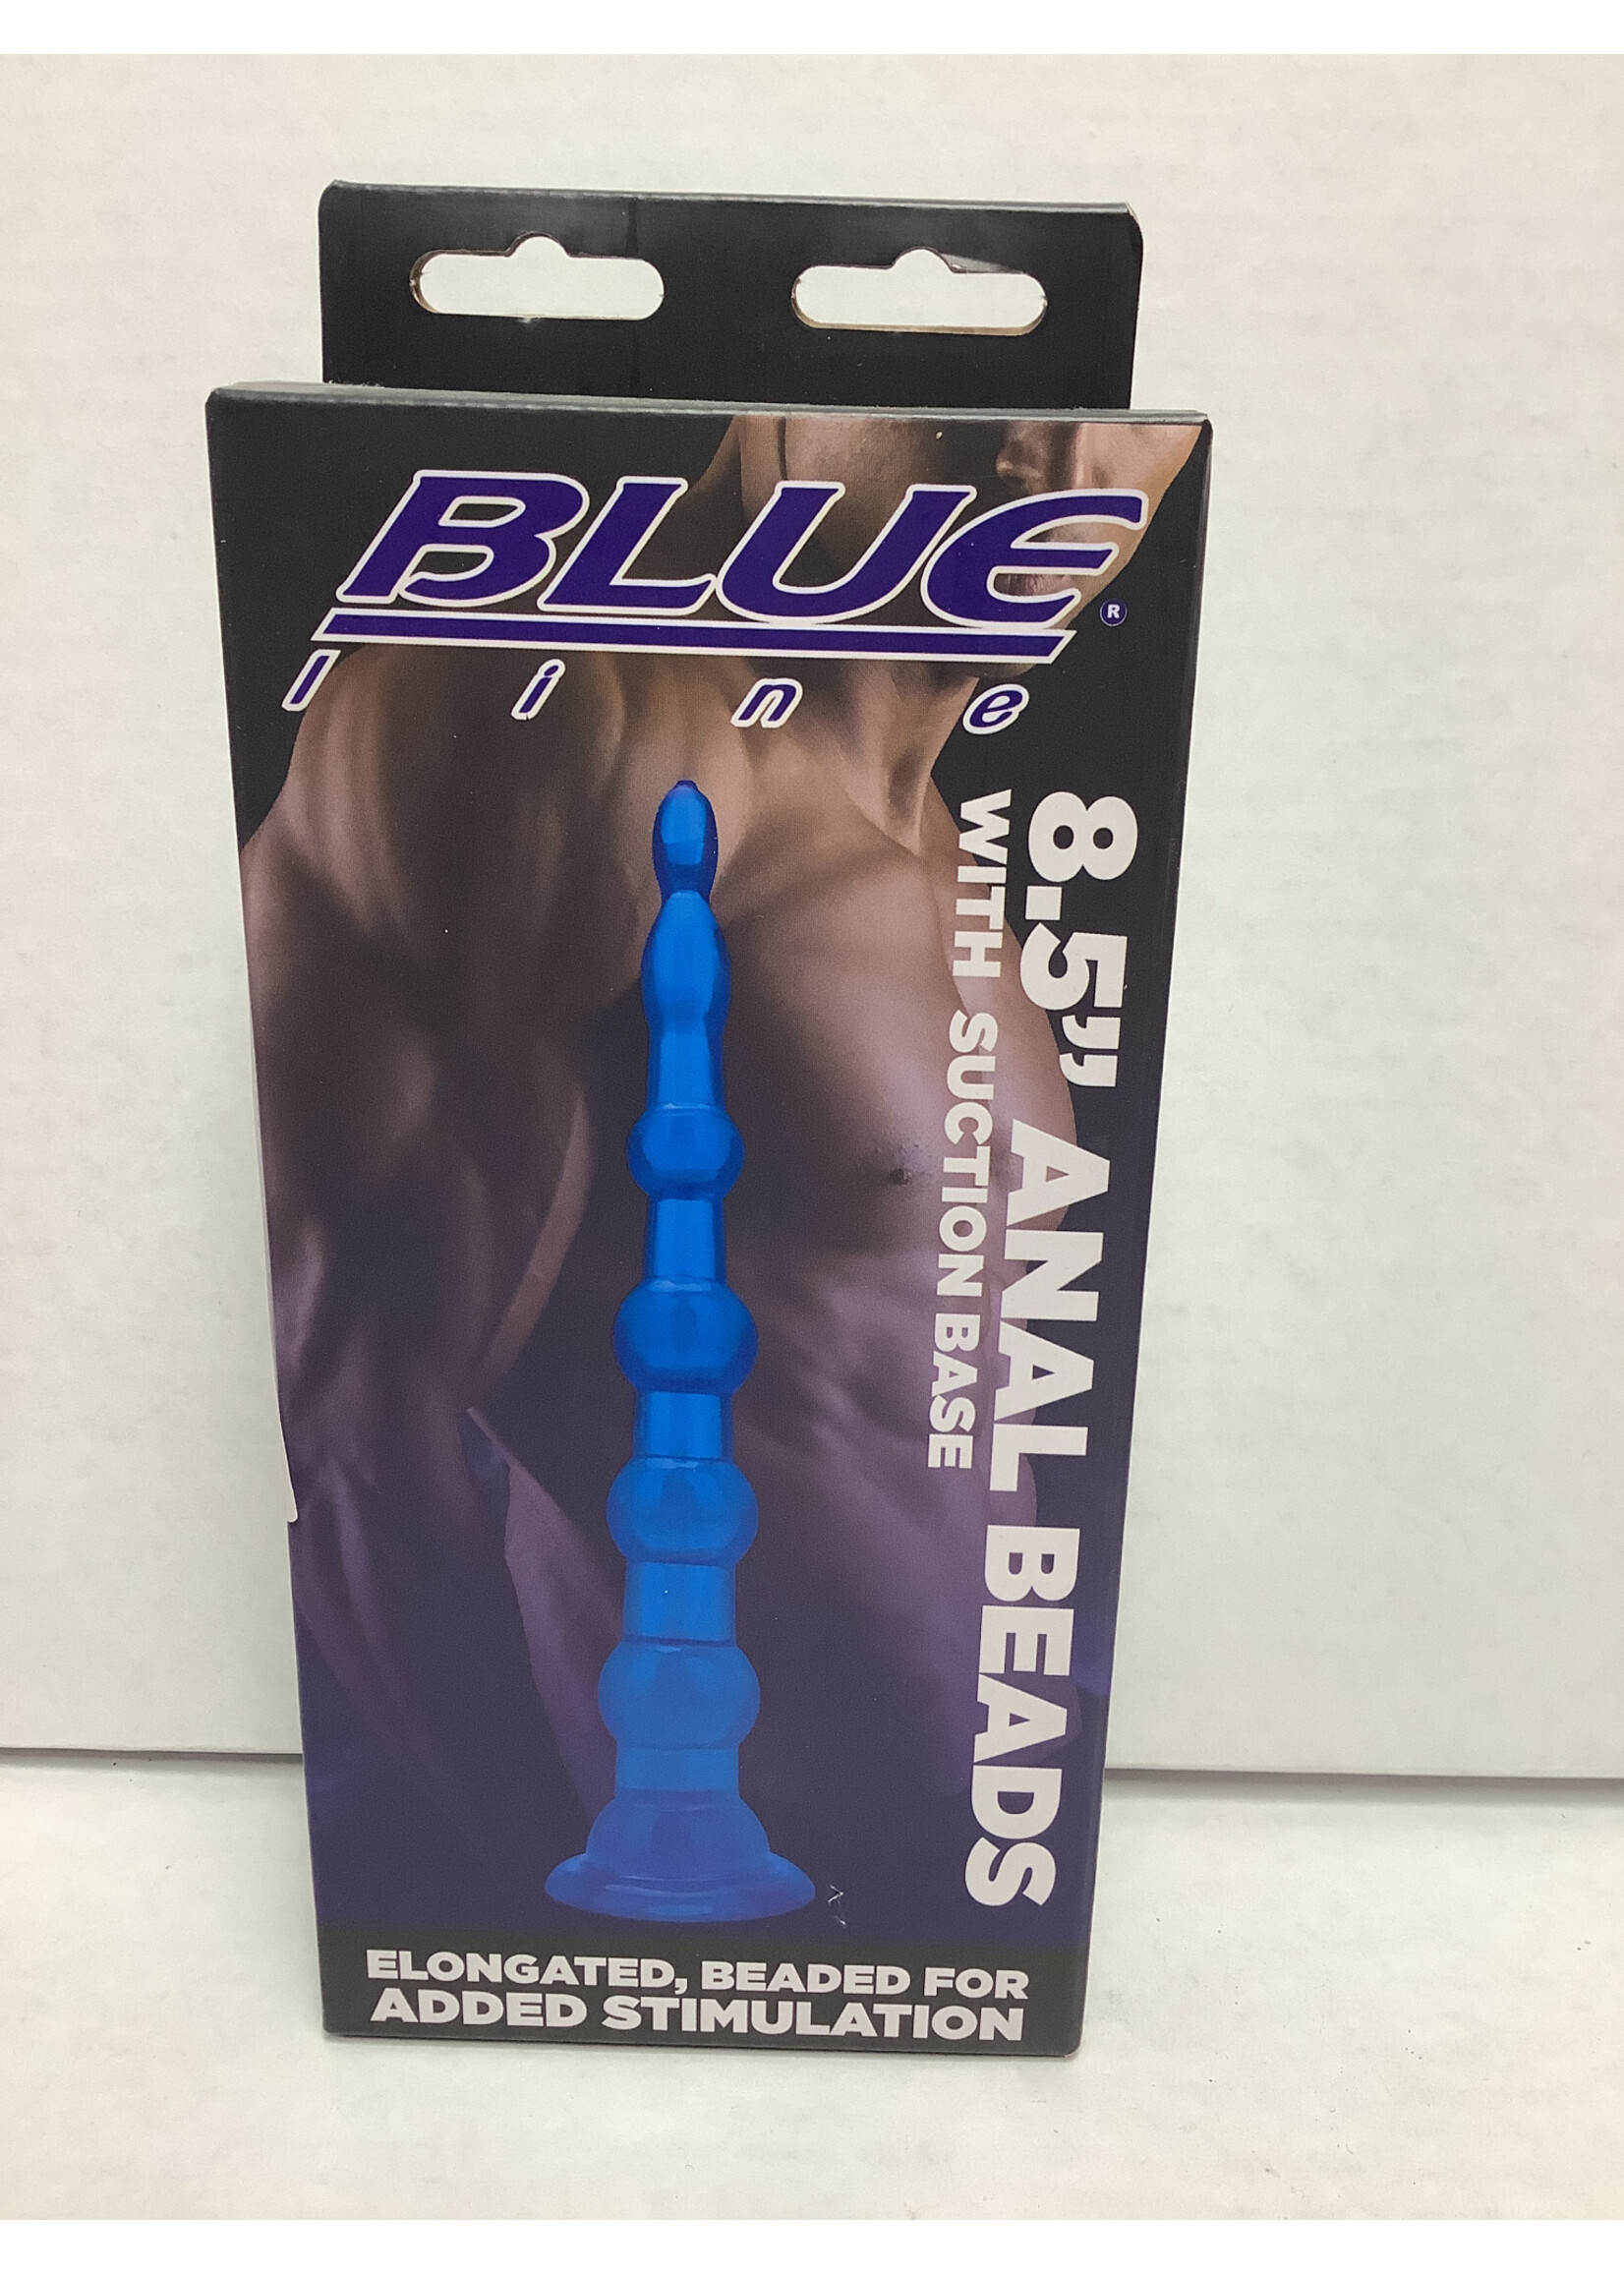 BLUE
®
line
8.5” ANAL BEADS
WITH SUCTION BASE
ELONGATED, BEADED FOR
ADDED STIMULATION